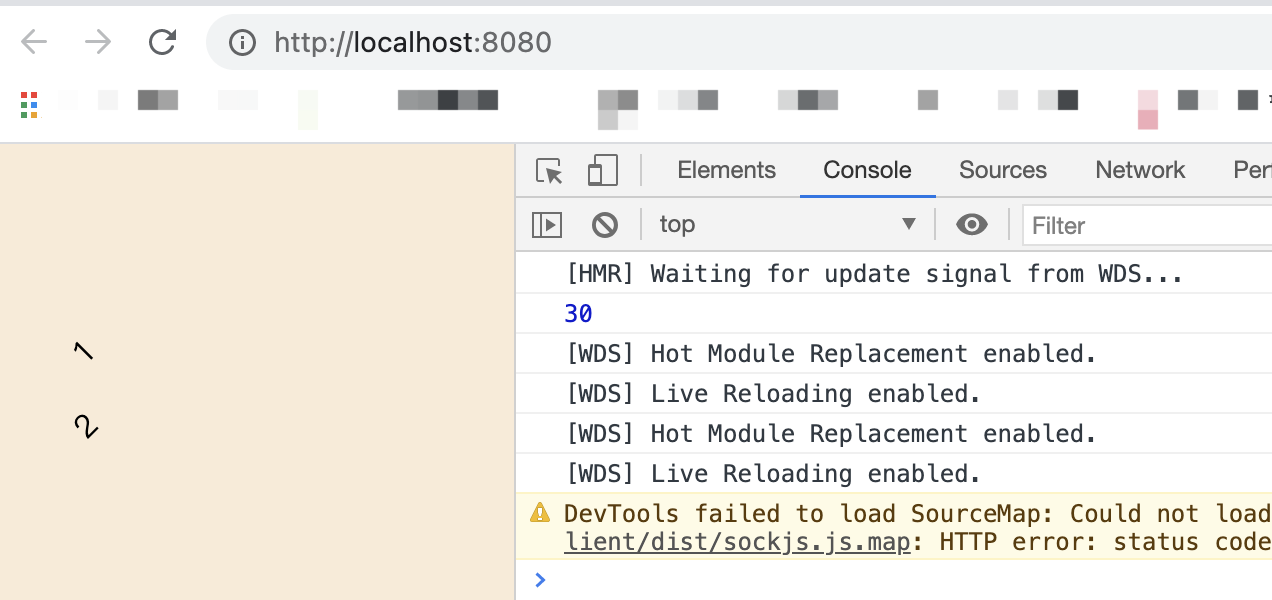 http://localhost:8080
Elements Console Sources Network
top Filter
[HMR] Waiting for update signal from WDS...
30
[WDS] Hot Module Replacement enabled.
[WDS] Live Reloading enabled.
[WDS] Hot Module Replacement enabled.
[WDS] Live Reloading enabled.
DevTools failed to load SourceMap: Could not load
lient/dist/sockjs.js.map: HTTP error: status code
1
2